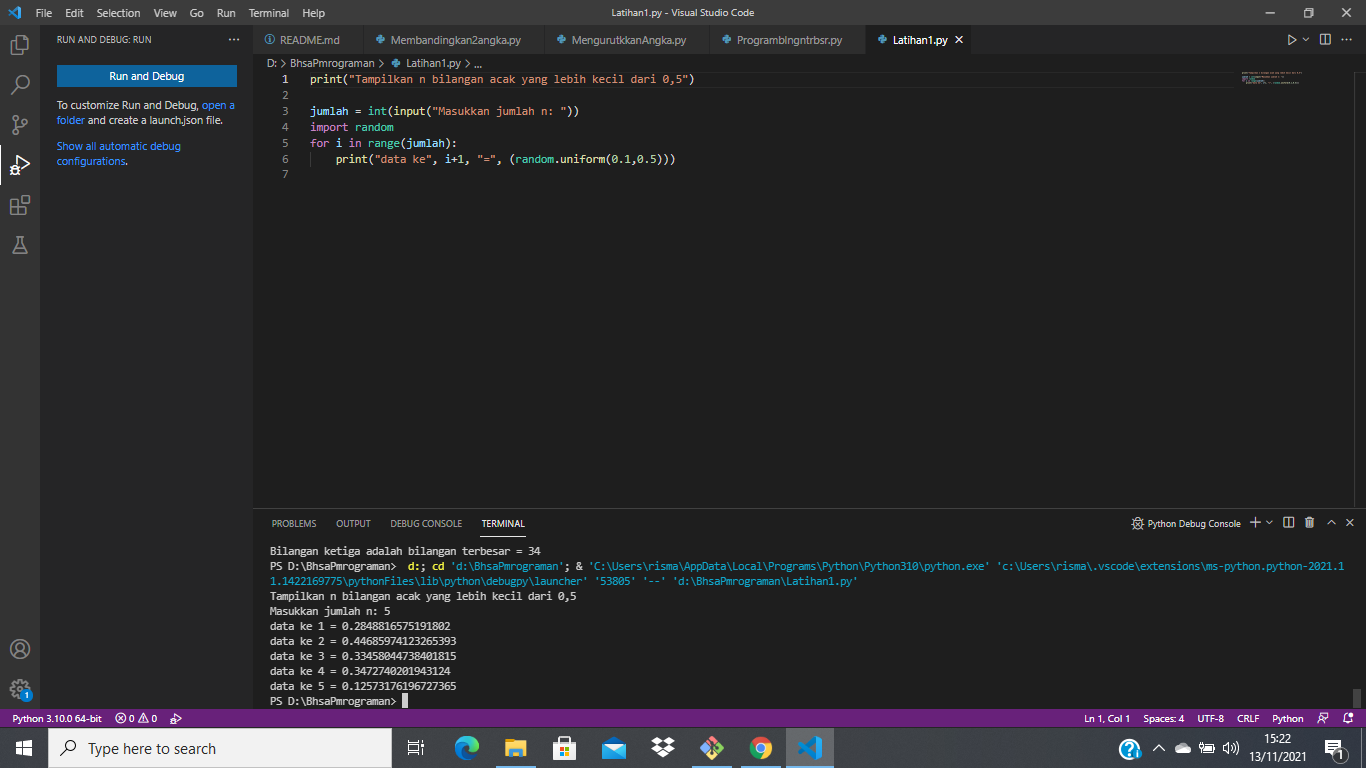 File Edit Selection View Go Run Terminal Help
Latihan1.py - Visual Studio Code
RUN AND DEBUG: RUN ...
Run and Debug
To customize Run and Debug, open a
folder and create a launch.json file.
Show all automatic debug
configurations.
README.md Membandingkan2angka.py MengurutkkanAngka.py Programblngntrbsr.py Latihan1.py
D: > BhsaPmrograman > Latihan1.py > ...
1 print("Tampilkan n bilangan acak yang lebih kecil dari 0,5")
2
3 jumlah = int(input("Masukkan jumlah n: "))
4 import random
5 for i in range(jumlah):
6 print("data ke", i+1, "=", (random.uniform(0.1,0.5)))
7
PROBLEMS OUTPUT DEBUG CONSOLE TERMINAL
Python Debug Console
Bilangan ketiga adalah bilangan terbesar = 34
PS D:\BhsaPmrograman> d:; cd 'd:\BhsaPmrograman'; & 'C:\Users\risma\AppData\Local\Programs\Python\Python310\python.exe' 'c:\Users\risma\.vscode\extensions\ms-python.python-2021.1
1.1422169775\pythonFiles\lib\python\debugpy\launcher' '53805' '--' 'd:\BhsaPmrograman\Latihan1.py'
Tampilkan n bilangan acak yang lebih kecil dari 0,5
Masukkan jumlah n: 5
data ke 1 = 0.2848816575191802
data ke 2 = 0.44685974123265393
data ke 3 = 0.33458044738401815
data ke 4 = 0.3472740201943124
data ke 5 = 0.12573176196727365
PS D:\BhsaPmrograman>
1
Python 3.10.0 64-bit 0 0
Ln 1, Col 1 Spaces: 4 UTF-8 CRLF Python
Type here to search
15:22
13/11/2021
1